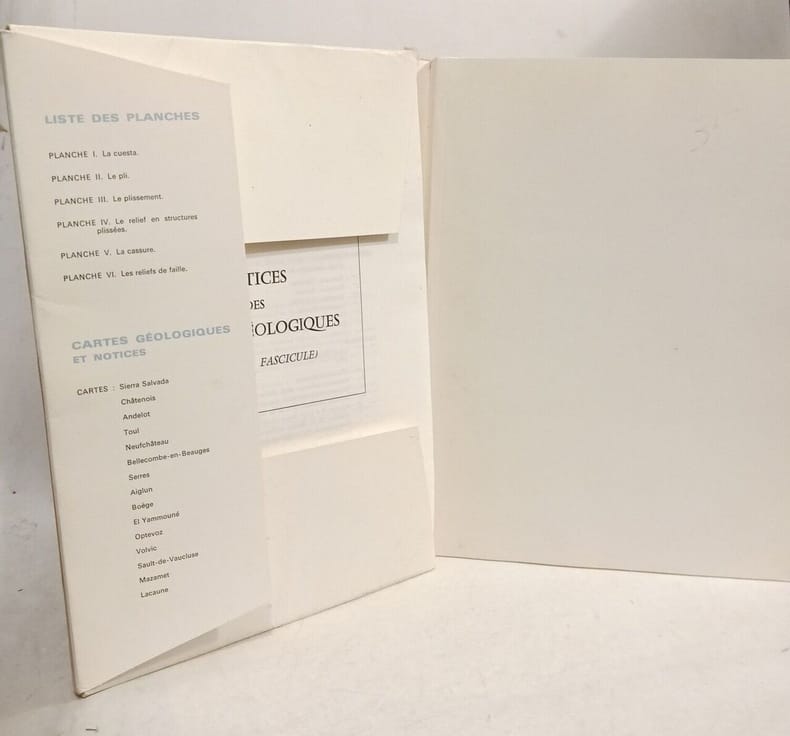 LISTE DES PLANCHES
PLANCHE I. La cuesta.
PLANCHE II. Le pli.
PLANCHE III. Le plissement.
PLANCHE IV. Le relief en structures
plissées.
PLANCHE V. La cassure.
PLANCHE VI. Les reliefs de faille.
CARTES GÉOLOGIQUES
ET NOTICES
CARTES : Sierra Salvada
Châtenois
Andelot
Toul
Neufchâteau
Bellecombe-en-Beauges
Serres
Aiglun
Boëge
El Yammouné
Optevoz
Volvic
Sault-de-Vaucluse
Mazamet
Lacaune
TICES
DES
ÉOLOGIQUES
FASCICULE)